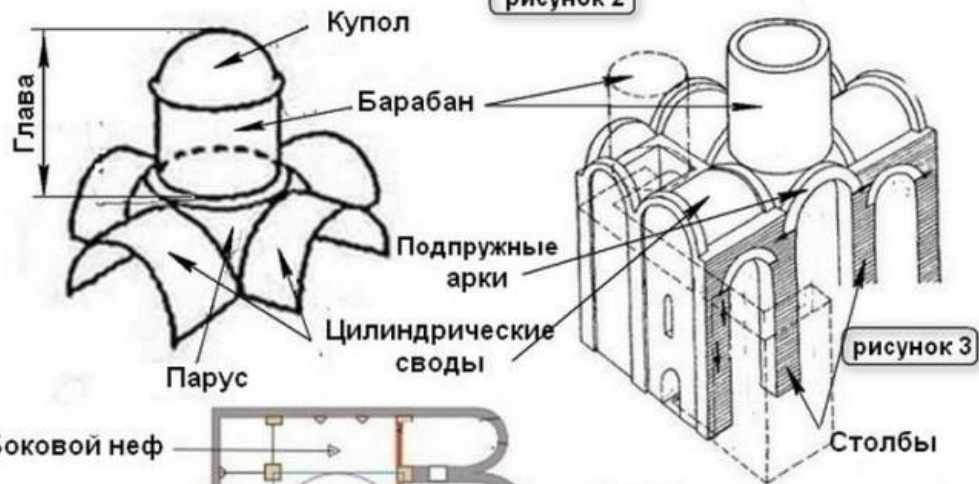 рисунок 2
Купол
Глава
Барабан
Подпружные
арки
Цилиндрические
своды
Парус
рисунок 3
Столбы
Боковой неф